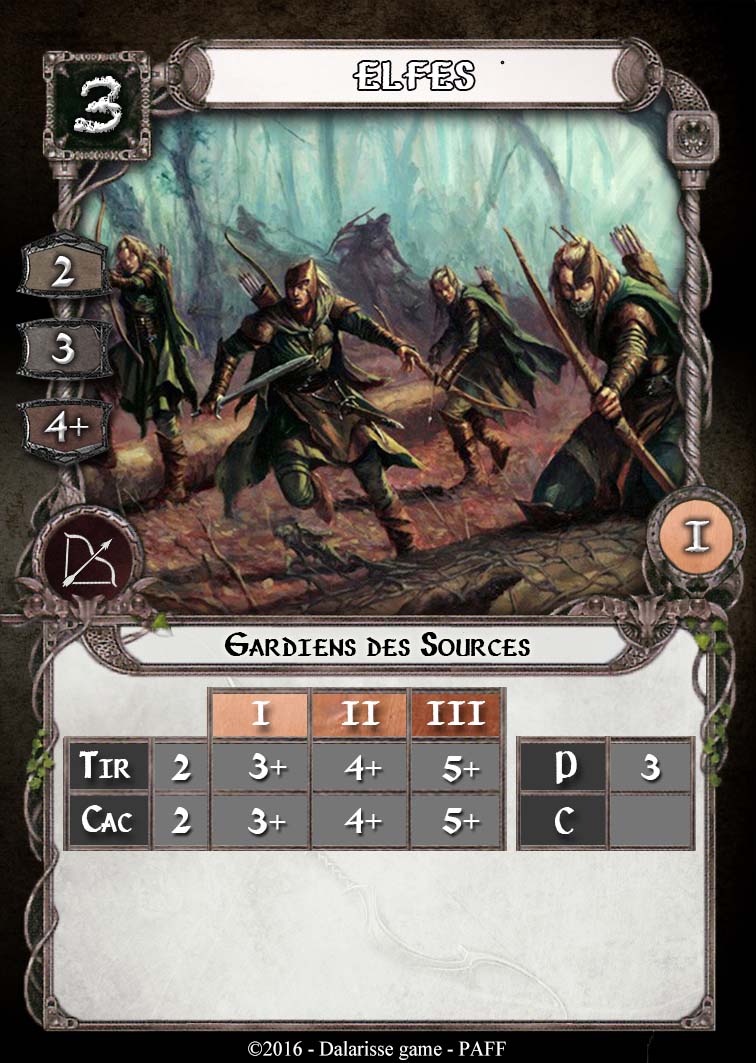 ELFES
3
2
3
4+
I
GARDIENS DES SOURCES
I II III
TIR 2 3+ 4+ 5+ P 3
CAC 2 3+ 4+ 5+ C
©2016 - Dalarisse game - PAFF